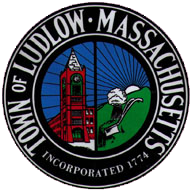 TOWN OF LUDLOW · MASSACHUSETTS
INCORPORATED 1774